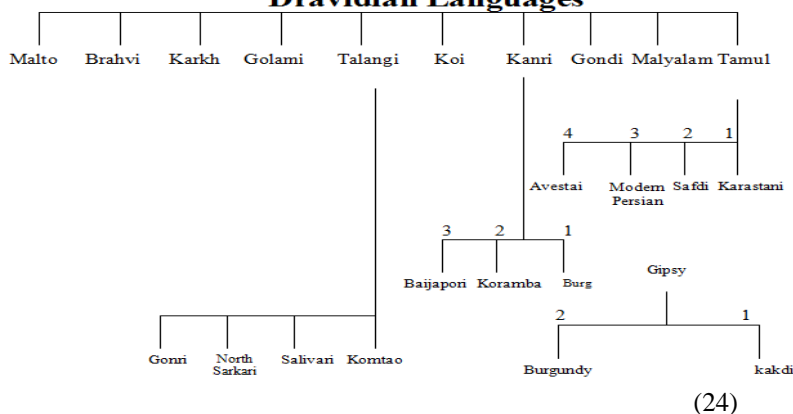 Dravidian Languages
Malto Brahvi Karkh Golami Talangi Koi Kanri Gondi Malyalam Tamul
4 3 2 1
Avestai Modern Persian Safdi Karastani
3 2 1
Baijapori Koramba Burg
Gipsy
2 1
Gonri North Sarkari Salivari Komtao
Burgundy kakdi
(24)